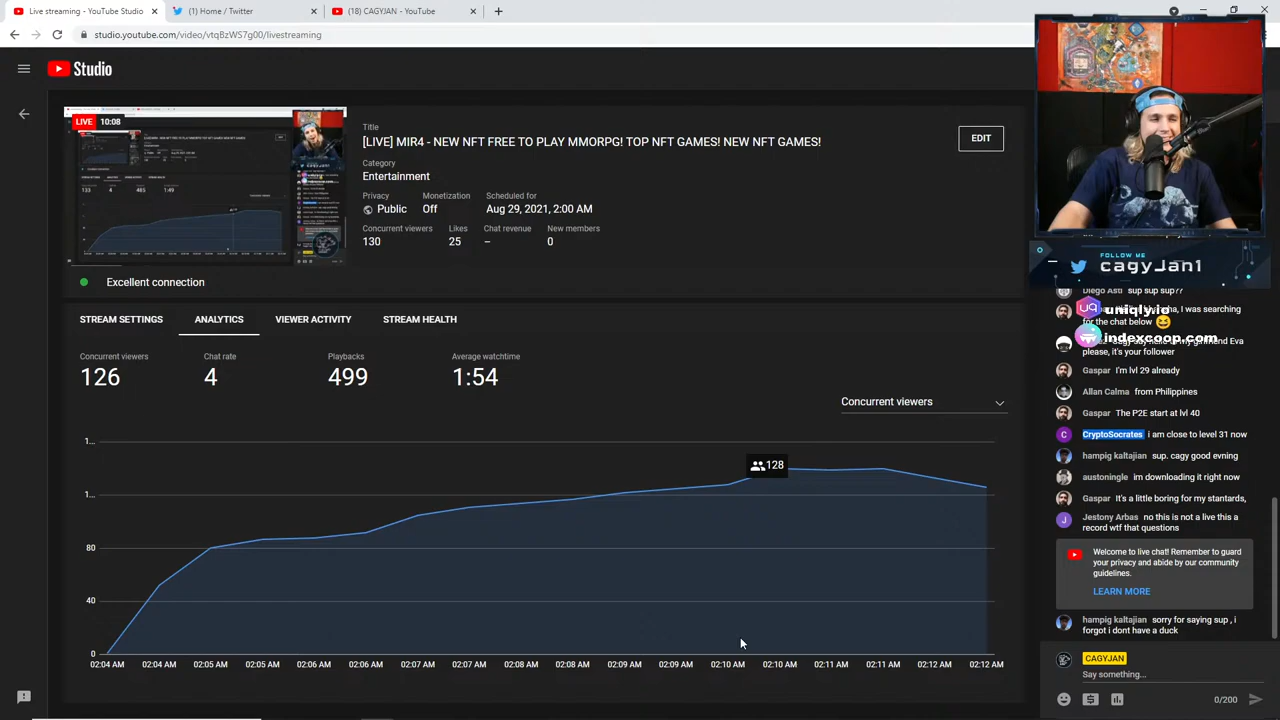 Live streaming - YouTube Studio
(1) Home / Twitter
(18) CAGYJAN - YouTube
studio.youtube.com/video/vtqBzWS7g00/livestreaming
Studio
LIVE 10:08
Title
[LIVE] MIR4 - NEW NFT FREE TO PLAY MMORPG! TOP NFT GAMES! NEW NFT GAMES!
EDIT
Category
Entertainment
Privacy Monetization Scheduled for
Public Off Aug 29, 2021, 2:00 AM
Concurrent viewers Likes Chat revenue New members
130 25 – 0
Excellent connection
STREAM SETTINGS ANALYTICS VIEWER ACTIVITY STREAM HEALTH
Concurrent viewers Chat rate Playbacks Average watchtime
126 4 499 1:54
Concurrent viewers
1...
128
1...
80
40
0
02:04 AM 02:04 AM 02:05 AM 02:05 AM 02:06 AM 02:07 AM 02:07 AM 02:08 AM 02:08 AM 02:09 AM 02:09 AM 02:10 AM 02:10 AM 02:11 AM 02:11 AM 02:12 AM 02:12 AM
FOLLOW ME
cagyJan1
Diego Asti sup sup sup??
I was searching
for the chat below
uniqly.io
indexcoop.com
Eva
please, it's your follower
Gaspar I'm lvl 29 already
Allan Calma from Philippines
Gaspar The P2E start at lvl 40
CryptoSocrates i am close to level 31 now
hampig kaltajian sup. cagy good evning
austoningle im downloading it right now
Gaspar It's a little boring for my stantards,
Jestony Arbas no this is not a live this a
record wtf that questions
Welcome to live chat! Remember to guard
your privacy and abide by our community
guidelines.
LEARN MORE
hampig kaltajian sorry for saying sup , i
forgot i dont have a duck
CAGYJAN
Say something...
0/200